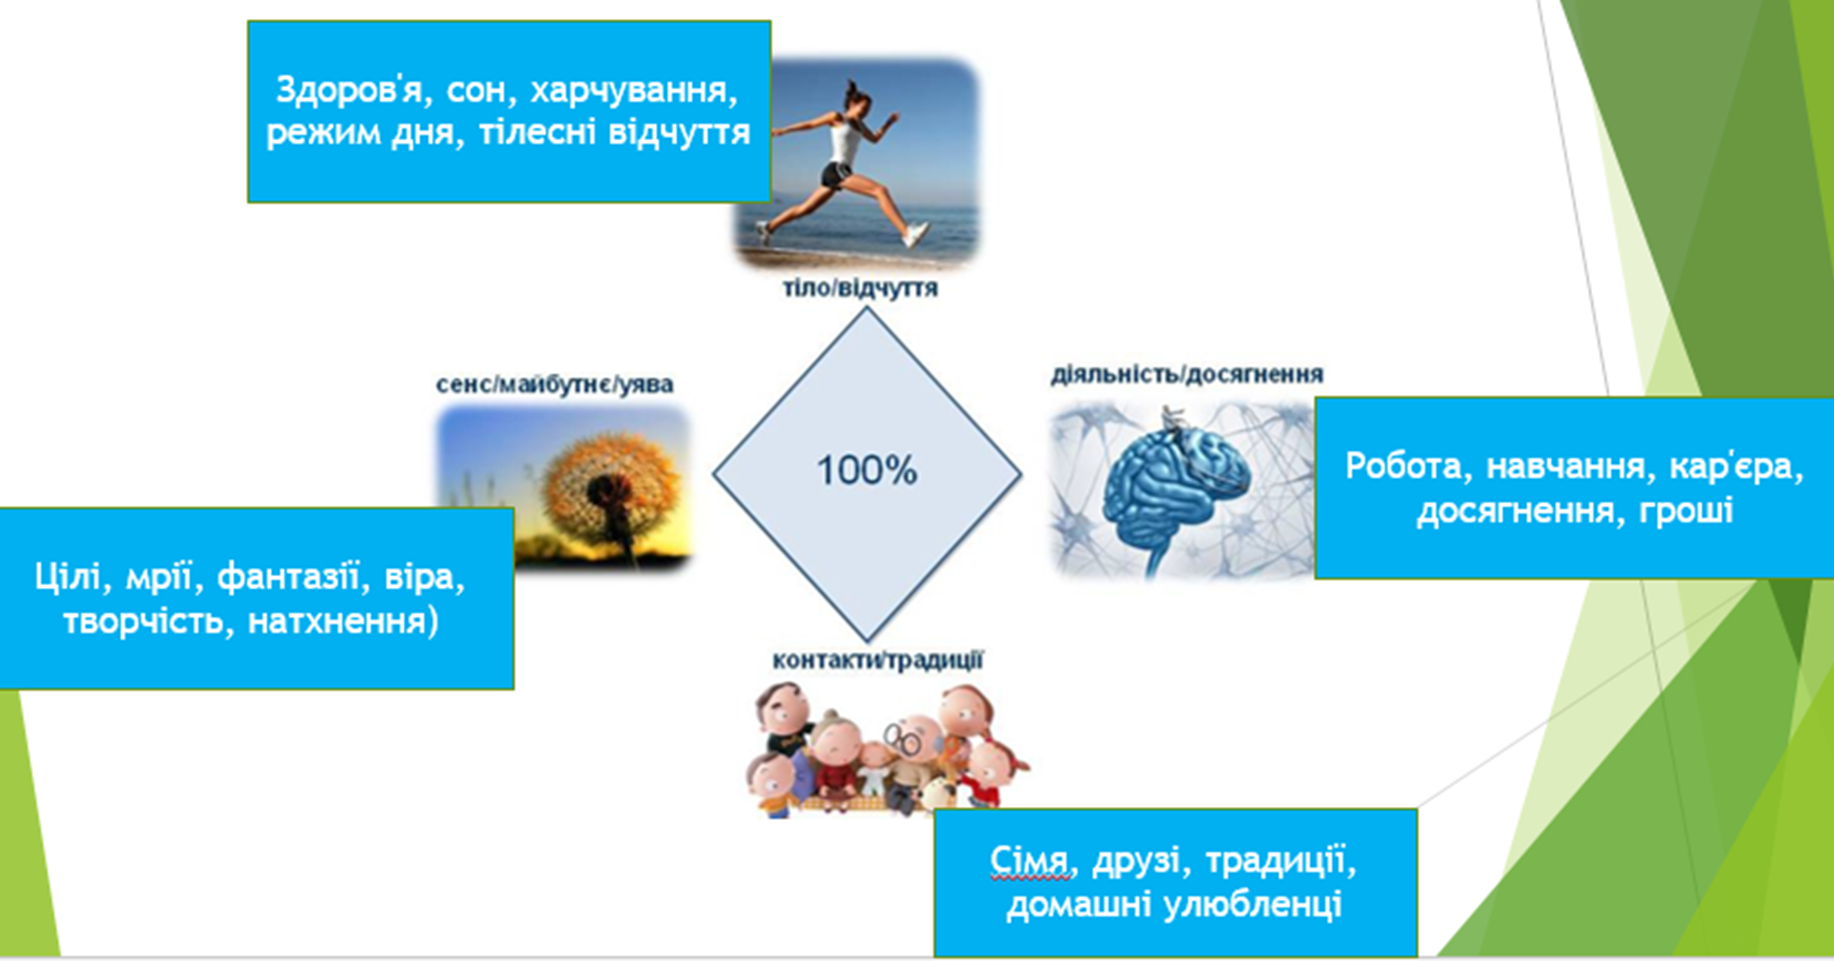 Здоров'я, сон, харчування,
режим дня, тілесні відчуття
тіло/відчуття
сенс/майбутнє/уява
діяльність/досягнення
100%
Робота, навчання, кар'єра,
досягнення, гроші
Цілі, мрії, фантазії, віра,
творчість, натхнення)
контакти/традиції
Сімя, друзі, традиції,
домашні улюбленці